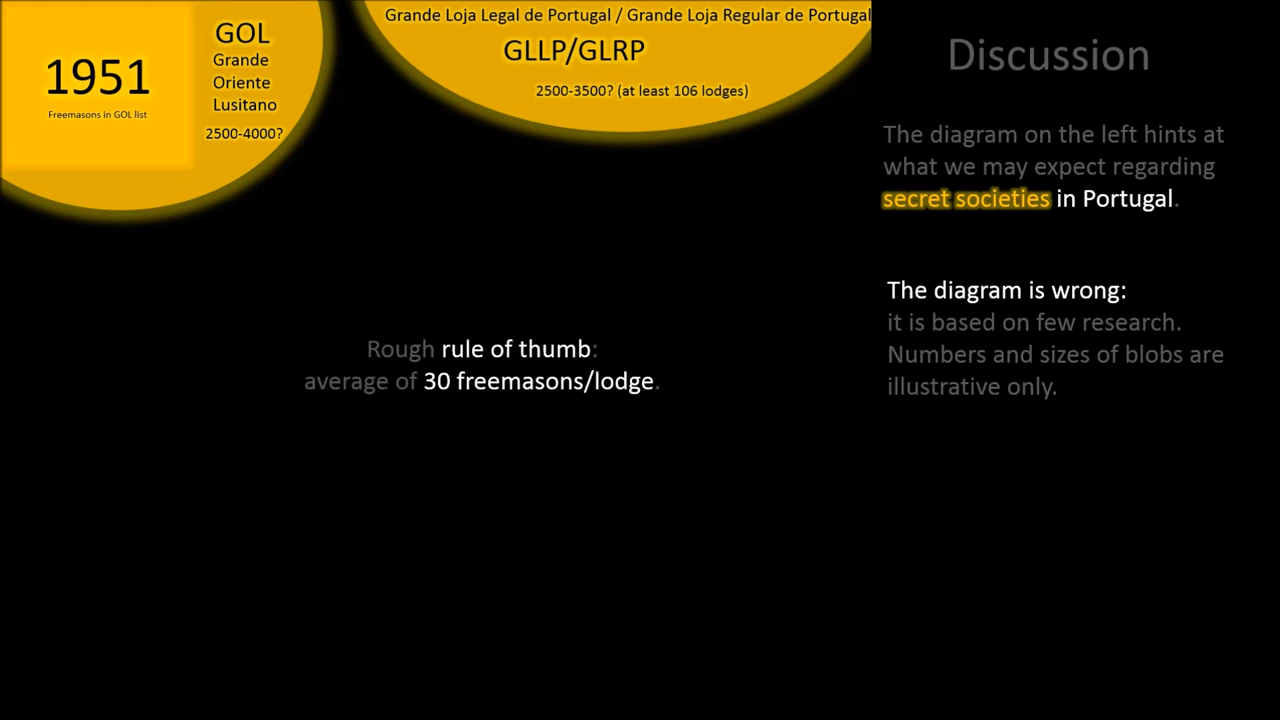 1951
Freemasons in GOL list
GOL
Grande
Oriente
Lusitano
2500-4000?
Grande Loja Legal de Portugal / Grande Loja Regular de Portugal
GLLP/GLRP
2500-3500? (at least 106 lodges)
Rough rule of thumb:
average of 30 freemasons/lodge.
Discussion
The diagram on the left hints at
what we may expect regarding
secret societies in Portugal.
The diagram is wrong:
it is based on few research.
Numbers and sizes of blobs are
illustrative only.